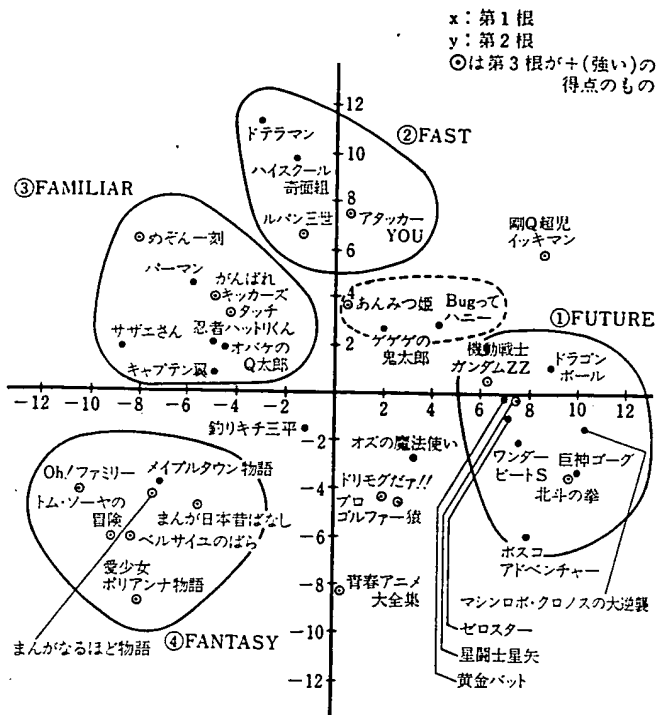 x：第1根
y：第2根
⊙は第3根が+(強い)の
得点のもの
12
ドテラマン
②FAST
10
ハイスクール
奇面組
③FAMILIAR
8
ルパン三世
アタッカー
YOU
剛Q超児
イッキマン
めぞん一刻
6
パーマン
がんばれ
キッカーズ
タッチ
4
あんみつ姫
Bugって
ハニー
サザエさん
忍者ハットリくん
オバケの
Q太郎
2
ゲゲゲの
鬼太郎
①FUTURE
機動戦士
ガンダムZZ
ドラゴン
ボール
キャプテン翼
-12
-10
-8
-6
-4
-2
0
2
4
6
8
10
12
釣りキチ三平
-2
オズの魔法使い
ワンダー
ビートS
巨神ゴーグ
北斗の拳
Oh!ファミリー
メイプルタウン物語
トム・ソーヤの
冒険
まんが日本昔ばなし
ベルサイユのばら
-4
ドリモグだァ!!
プロ
ゴルファー猿
-6
ボスコ
アドベンチャー
愛少女
ポリアンナ物語
-8
青春アニメ
大全集
マシンロボ・クロノスの大逆襲
まんがなるほど物語
④FANTASY
-10
ゼロスター
星闘士星矢
-12
黄金バット